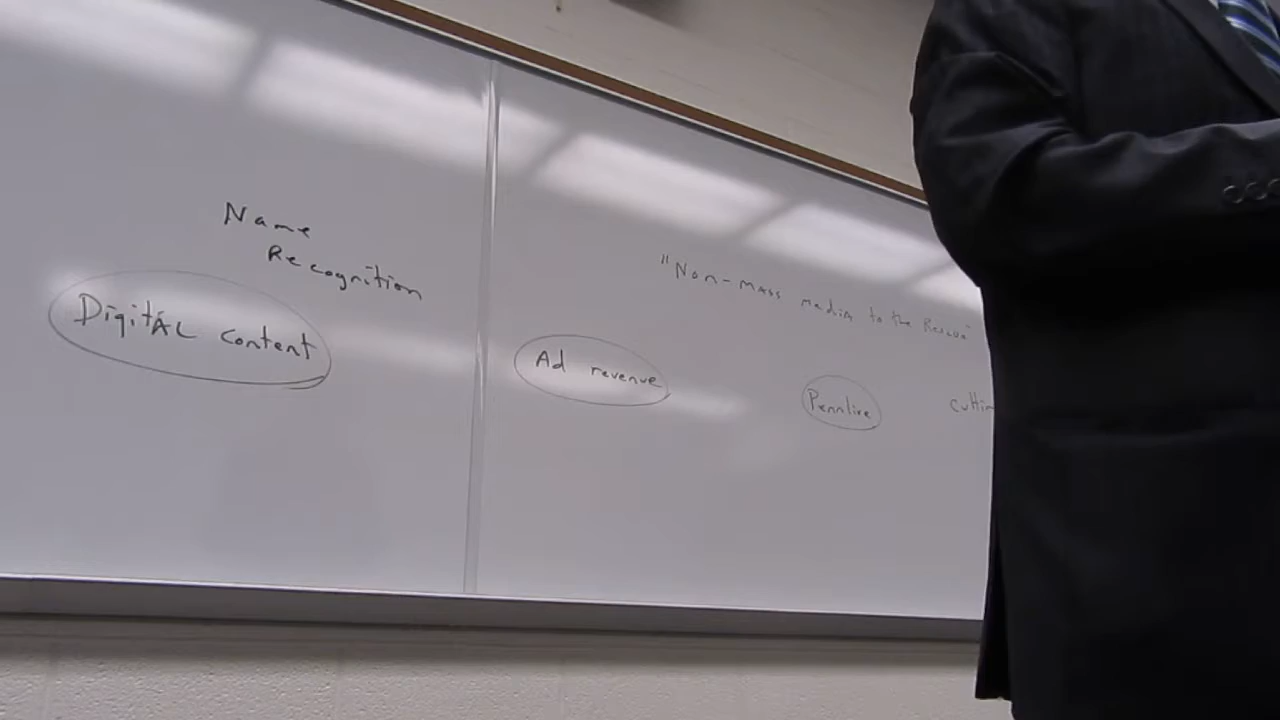 Name
Recognition
Digital content
"Non-mass media to the Rescue"
Ad revenue
Pennlive